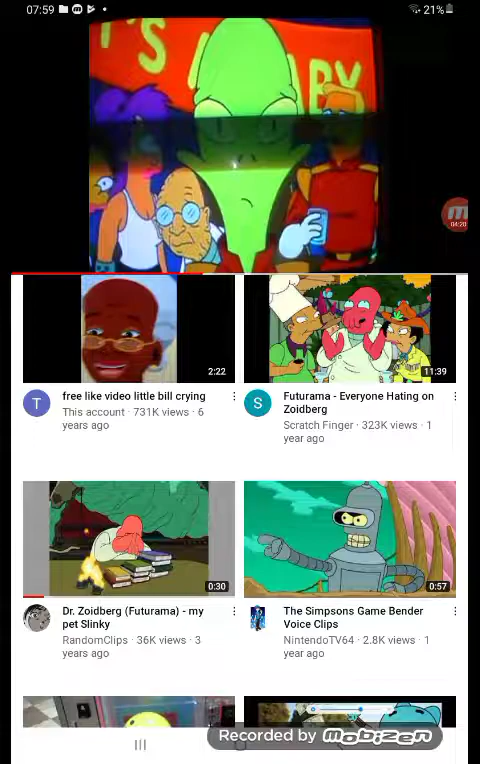 07:59
21%
T'S
ABY
04:20
2:22
11:39
T
free like video little bill crying
This account · 731K views · 6
years ago
S
Futurama - Everyone Hating on
Zoidberg
Scratch Finger · 323K views · 1
year ago
0:30
0:57
Dr. Zoidberg (Futurama) - my
pet Slinky
RandomClips · 36K views · 3
years ago
The Simpsons Game Bender
Voice Clips
NintendoTV64 · 2.8K views · 1
year ago
Recorded by mobizen